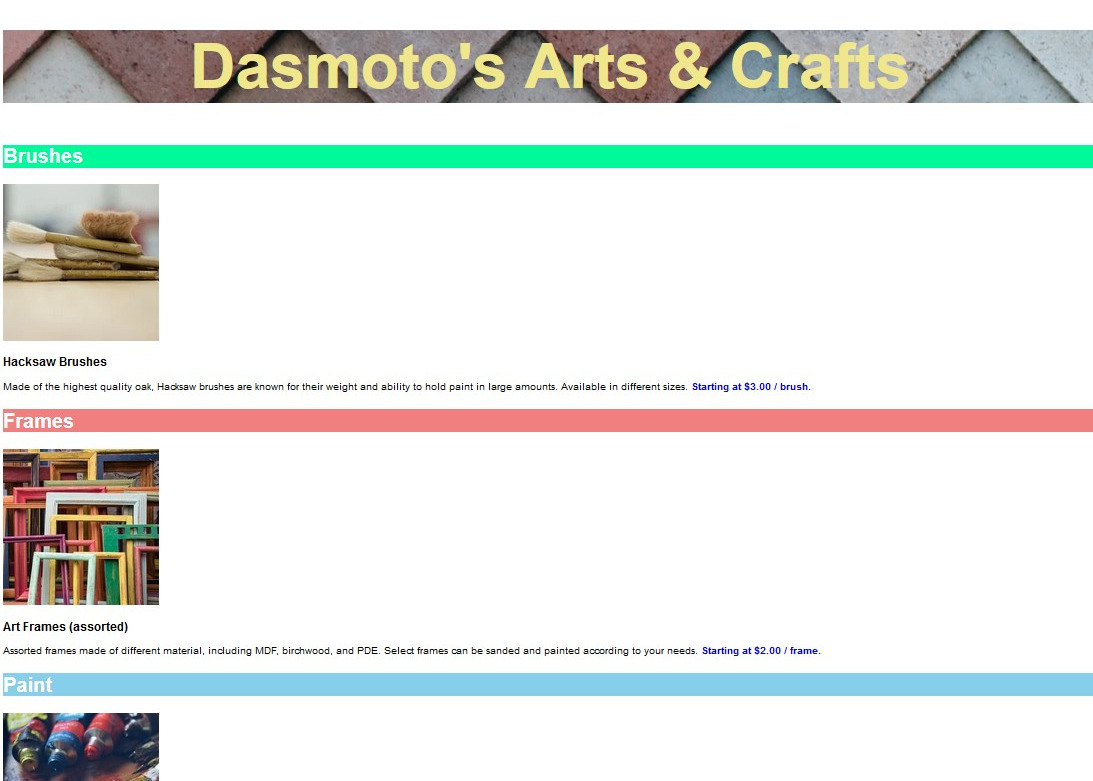 Dasmoto's Arts & Crafts
Brushes
Hacksaw Brushes
Made of the highest quality oak, Hacksaw brushes are known for their weight and ability to hold paint in large amounts. Available in different sizes. Starting at $3.00 / brush.
Frames
Art Frames (assorted)
Assorted frames made of different material, including MDF, birchwood, and PDE. Select frames can be sanded and painted according to your needs. Starting at $2.00 / frame.
Paint